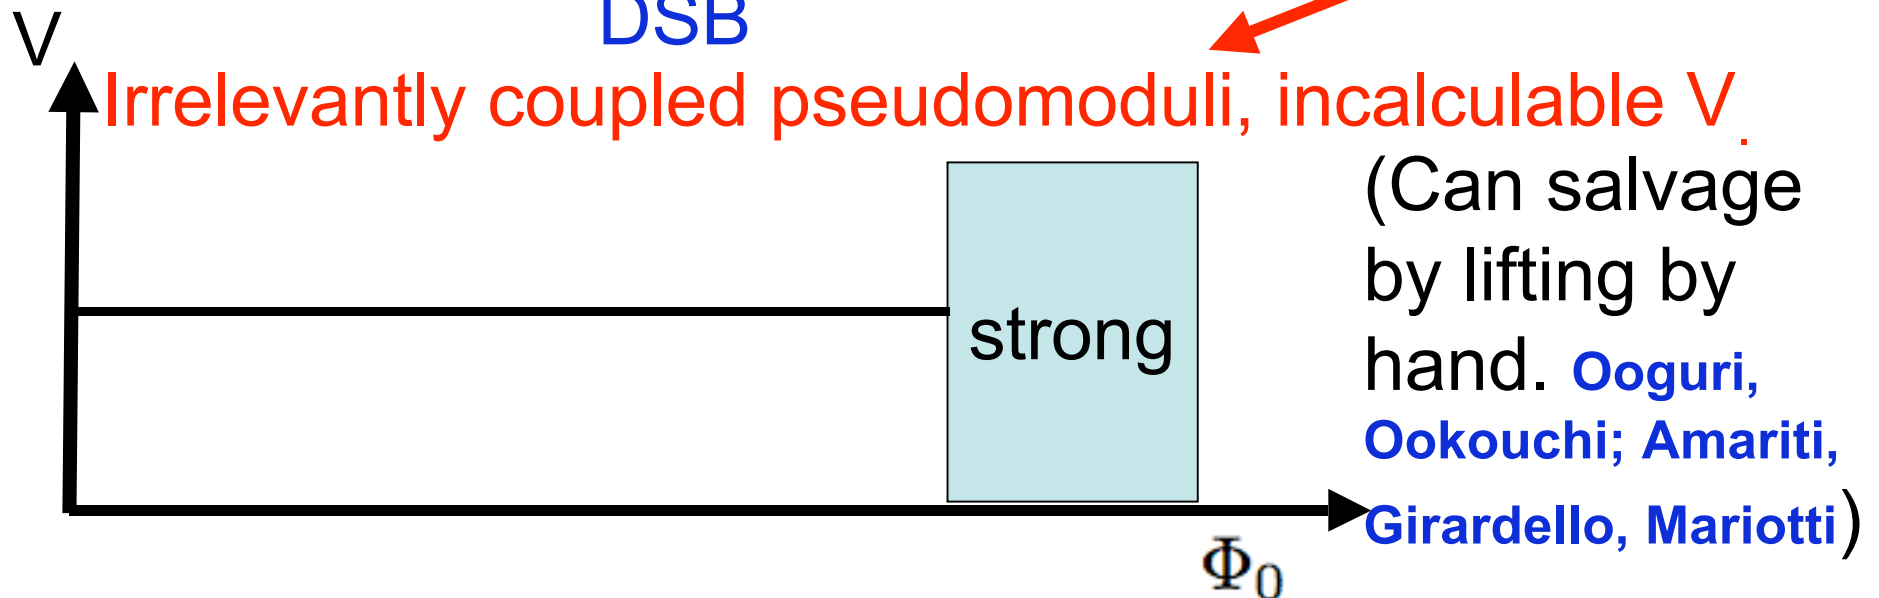 DSB
V
Irrelevantly coupled pseudomoduli, incalculable V.
(Can salvage
by lifting by
hand. Ooguri,
Ookouchi; Amariti,
Girardello, Mariotti)
strong
Φ₀